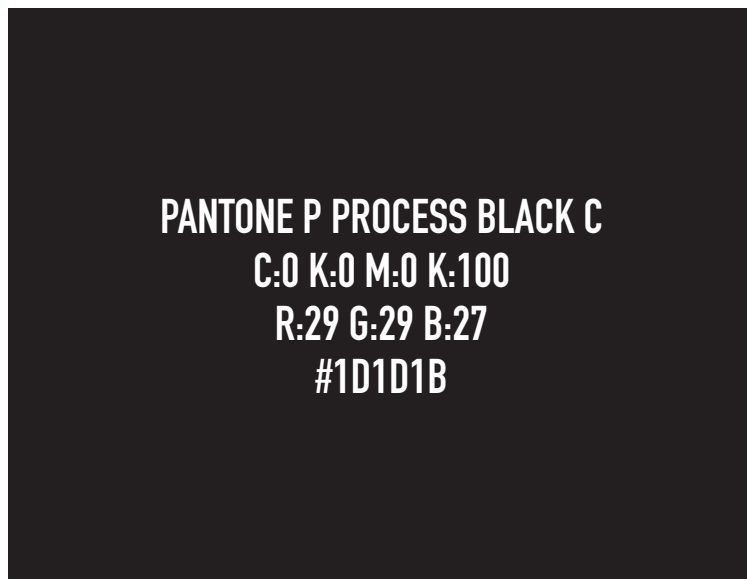 PANTONE P PROCESS BLACK C
C:0 K:0 M:0 K:100
R:29 G:29 B:27
#1D1D1B